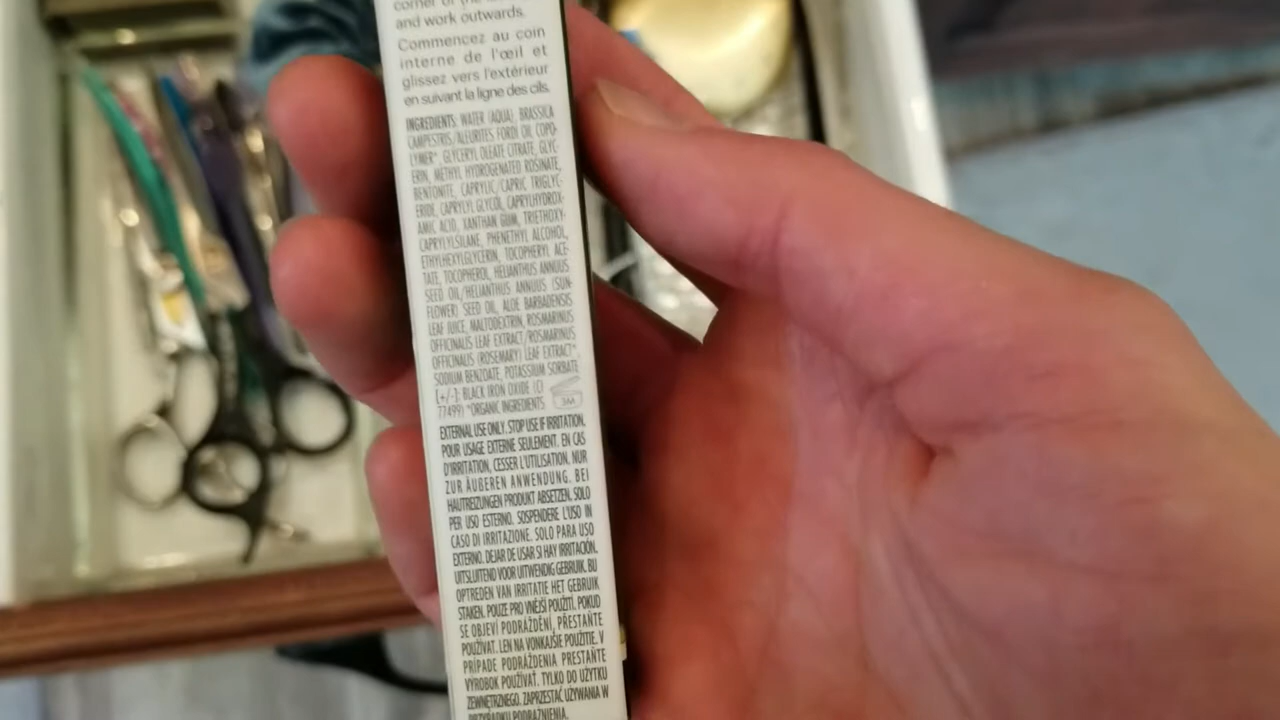 corner of the
and work outwards.
Commencez au coin
interne de l'œil et
glissez vers l'extérieur
en suivant la ligne des cils.
INGREDIENTS: WATER (AQUA), BRASSICA
CAMPESTRIS/ALEURITES FORDI OIL COPO-
LYMER*, GLYCERYL OLEATE CITRATE, GLYC-
ERIN, METHYL HYDROGENATED ROSINATE,
BENTONITE, CAPRYLIC/CAPRIC TRIGLYC-
ERIDE, CAPRYLYL GLYCOL, CAPRYLHYDROX-
AMIC ACID, XANTHAN GUM, TRIETHOXY-
CAPRYLYLSILANE, PHENETHYL ALCOHOL,
ETHYLHEXYLGLYCERIN, TOCOPHERYL ACE-
TATE, TOCOPHEROL, HELIANTHUS ANNUUS
SEED OIL/HELIANTHUS ANNUUS (SUN-
FLOWER) SEED OIL, ALOE BARBADENSIS
LEAF JUICE, MALTODEXTRIN, ROSMARINUS
OFFICINALIS LEAF EXTRACT/ROSMARINUS
OFFICINALIS (ROSEMARY) LEAF EXTRACT*,
SODIUM BENZOATE, POTASSIUM SORBATE
[+/-]: BLACK IRON OXIDE (CI
77499) *ORGANIC INGREDIENTS.
3M
EXTERNAL USE ONLY. STOP USE IF IRRITATION.
POUR USAGE EXTERNE SEULEMENT. EN CAS
D'IRRITATION, CESSER L'UTILISATION. NUR
ZUR ÄUßEREN ANWENDUNG. BEI
HAUTREIZUNGEN PRODUKT ABSETZEN. SOLO
PER USO ESTERNO. SOSPENDERE L'USO IN
CASO DI IRRITAZIONE. SOLO PARA USO
EXTERNO. DEJAR DE USAR SI HAY IRRITACIÓN.
UITSLUITEND VOOR UITWENDIG GEBRUIK. BIJ
OPTREDEN VAN IRRITATIE HET GEBRUIK
STAKEN. POUZE PRO VNĚJŠÍ POUŽITÍ. POKUD
SE OBJEVÍ PODRÁŽDĚNÍ, PŘESTAŇTE
POUŽÍVAT. LEN NA VONKAJŠIE POUŽITIE. V
PRÍPADE PODRÁŽDENIA PRESTAŇTE
VÝROBOK POUŽÍVAŤ. TYLKO DO UŻYTKU
ZEWNĘTRZNEGO. ZAPRZESTAĆ UŻYWANIA W
PRZYPADKU PODRAŻNIENIA.